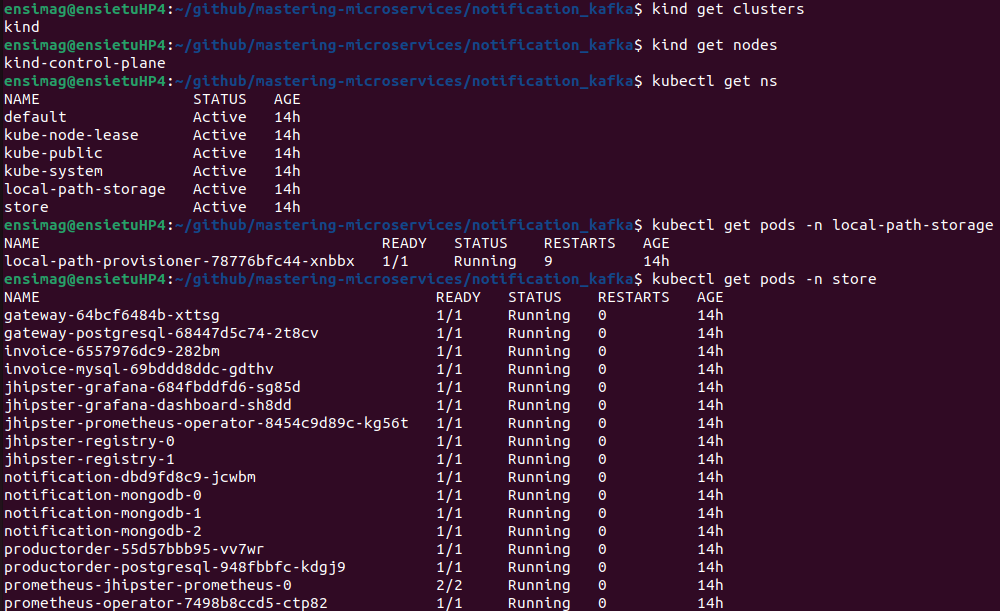 ensimag@ensietuHP4:~/github/mastering-microservices/notification_kafka$ kind get clusters
kind
ensimag@ensietuHP4:~/github/mastering-microservices/notification_kafka$ kind get nodes
kind-control-plane
ensimag@ensietuHP4:~/github/mastering-microservices/notification_kafka$ kubectl get ns
NAME                 STATUS   AGE
default              Active   14h
kube-node-lease      Active   14h
kube-public          Active   14h
kube-system          Active   14h
local-path-storage   Active   14h
store                Active   14h
ensimag@ensietuHP4:~/github/mastering-microservices/notification_kafka$ kubectl get pods -n local-path-storage
NAME                                      READY   STATUS    RESTARTS   AGE
local-path-provisioner-78776bfc44-xnbbx   1/1     Running   9          14h
ensimag@ensietuHP4:~/github/mastering-microservices/notification_kafka$ kubectl get pods -n store
NAME                                            READY   STATUS    RESTARTS   AGE
gateway-64bcf6484b-xttsg                        1/1     Running   0          14h
gateway-postgresql-68447d5c74-2t8cv             1/1     Running   0          14h
invoice-6557976dc9-282bm                        1/1     Running   0          14h
invoice-mysql-69bddd8ddc-gdthv                  1/1     Running   0          14h
jhipster-grafana-684fbddfd6-sg85d               1/1     Running   0          14h
jhipster-grafana-dashboard-sh8dd                1/1     Running   0          14h
jhipster-prometheus-operator-8454c9d89c-kg56t   1/1     Running   0          14h
jhipster-registry-0                             1/1     Running   0          14h
jhipster-registry-1                             1/1     Running   0          14h
notification-dbd9fd8c9-jcwbm                    1/1     Running   0          14h
notification-mongodb-0                          1/1     Running   0          14h
notification-mongodb-1                          1/1     Running   0          14h
notification-mongodb-2                          1/1     Running   0          14h
productorder-55d57bbb95-vv7wr                   1/1     Running   0          14h
productorder-postgresql-948fbbfc-kdgj9          1/1     Running   0          14h
prometheus-jhipster-prometheus-0                2/2     Running   0          14h
prometheus-operator-7498b8ccd5-ctp82            1/1     Running   0          14h